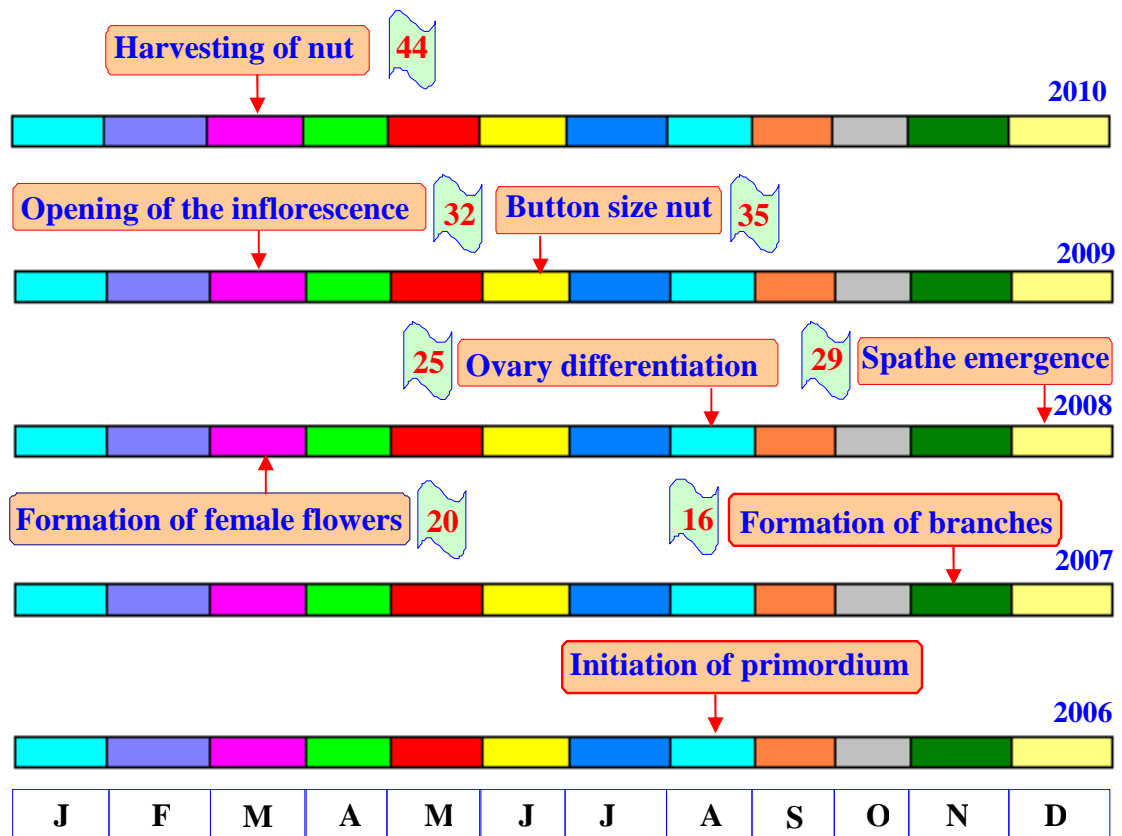 Harvesting of nut 44
2010
Opening of the inflorescence 32 Button size nut 35
2009
25 Ovary differentiation 29 Spathe emergence
2008
Formation of female flowers 20 16 Formation of branches
2007
Initiation of primordium
2006
J F M A M J J A S O N D